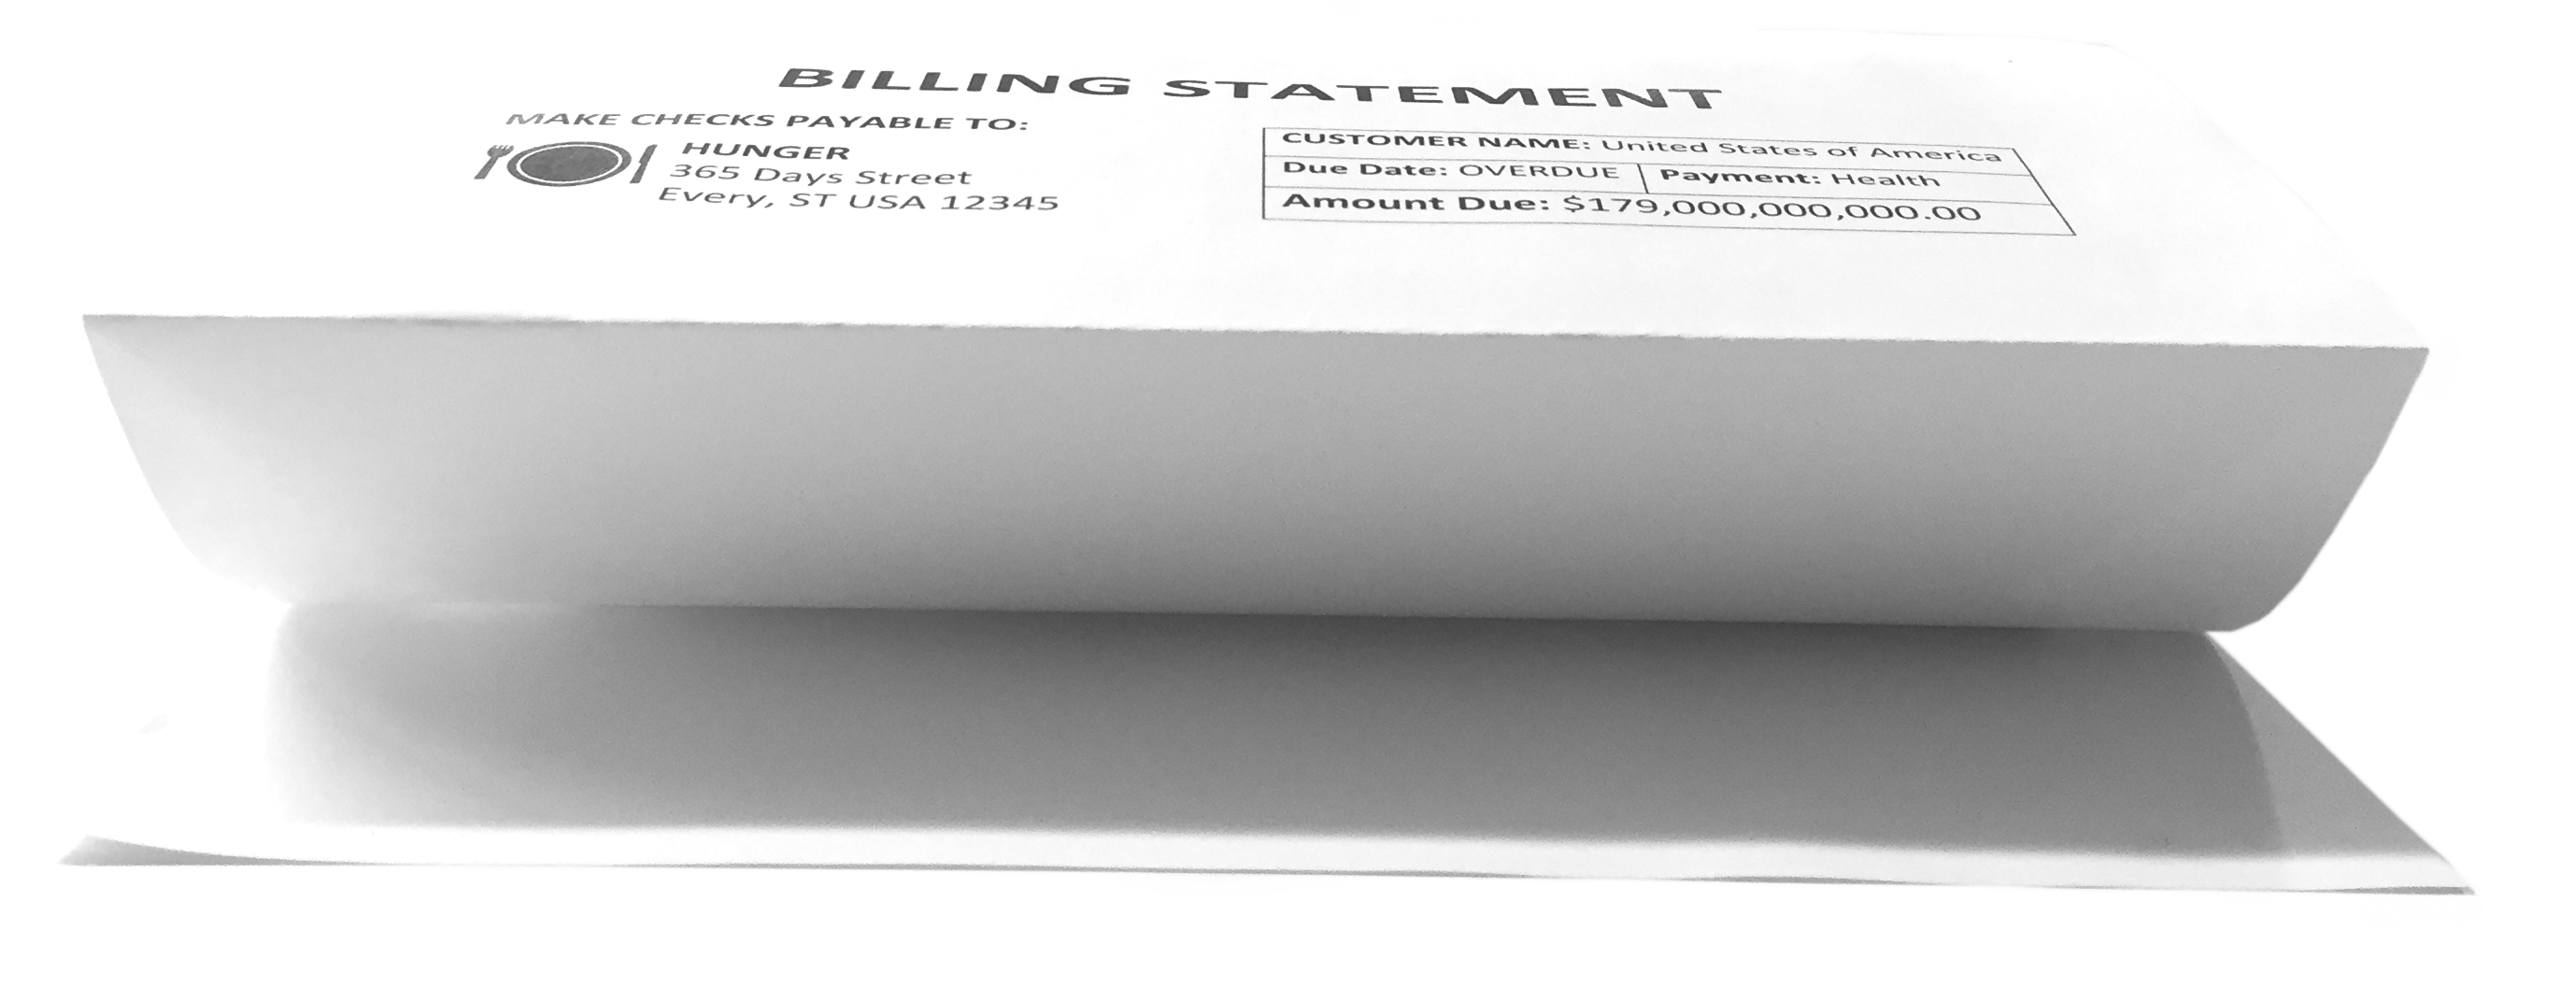 BILLING STATEMENT
MAKE CHECKS PAYABLE TO:
HUNGER
365 Days Street
Every, ST USA 12345
CUSTOMER NAME: United States of America
Due Date: OVERDUE Payment: Health
Amount Due: $179,000,000,000.00